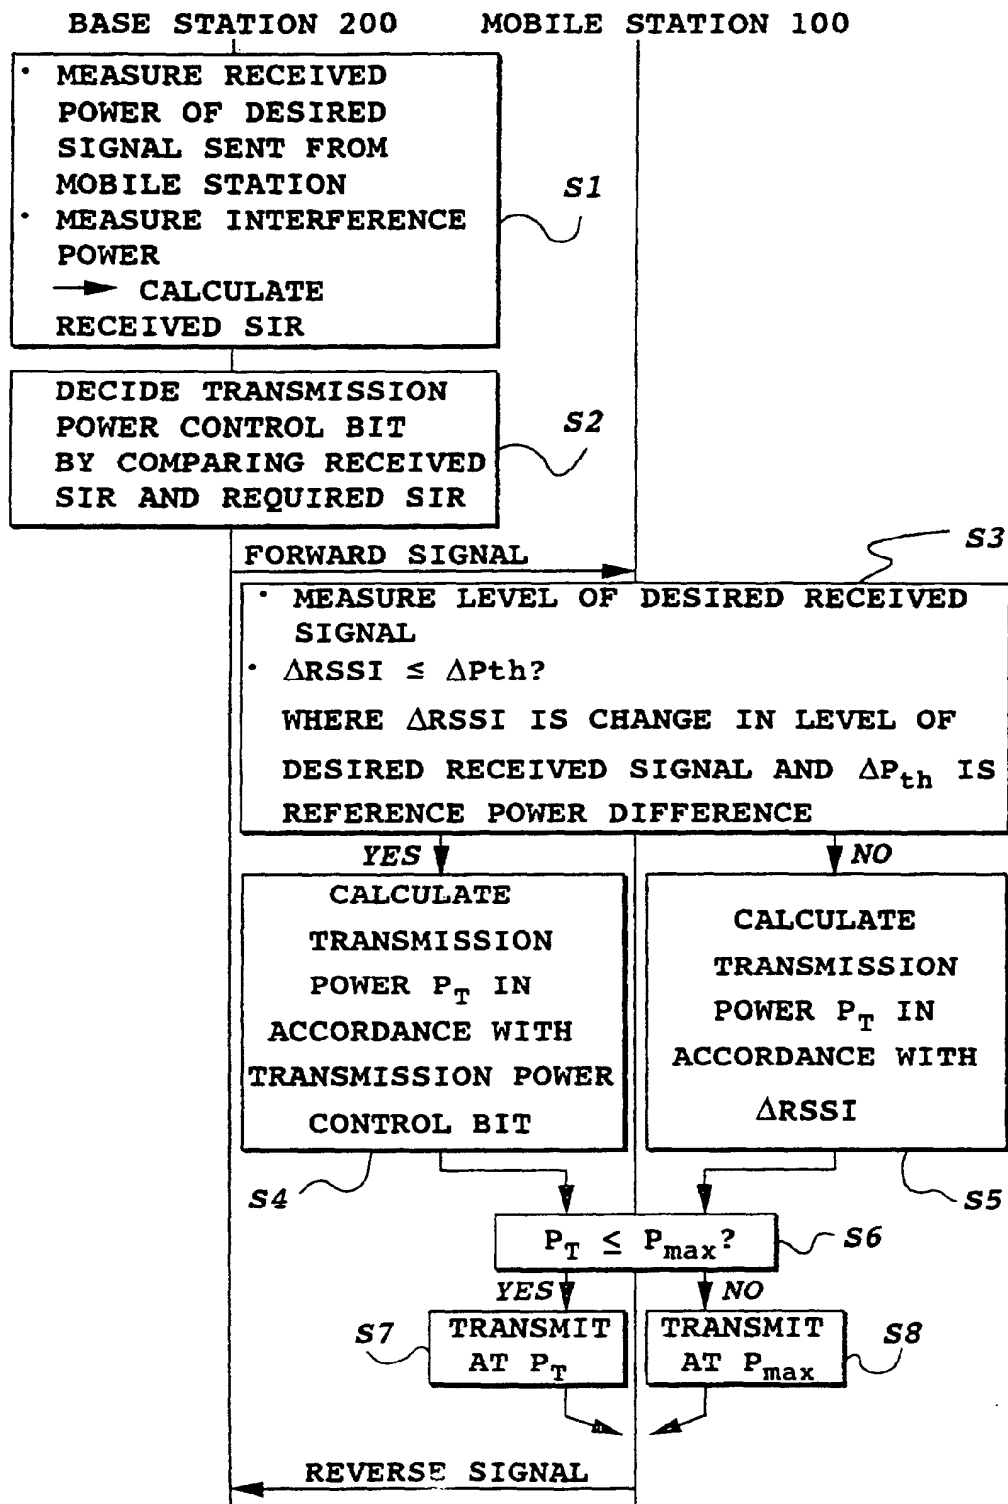 BASE STATION 200
MOBILE STATION 100
· MEASURE RECEIVED
POWER OF DESIRED
SIGNAL SENT FROM
MOBILE STATION
· MEASURE INTERFERENCE
POWER
→ CALCULATE
RECEIVED SIR
S1
DECIDE TRANSMISSION
POWER CONTROL BIT
BY COMPARING RECEIVED
SIR AND REQUIRED SIR
S2
FORWARD SIGNAL
S3
· MEASURE LEVEL OF DESIRED RECEIVED
SIGNAL
· ΔRSSI ≤ ΔPth?
WHERE ΔRSSI IS CHANGE IN LEVEL OF
DESIRED RECEIVED SIGNAL AND ΔPth IS
REFERENCE POWER DIFFERENCE
YES
NO
CALCULATE
TRANSMISSION
POWER PT IN
ACCORDANCE WITH
TRANSMISSION POWER
CONTROL BIT
S4
CALCULATE
TRANSMISSION
POWER PT IN
ACCORDANCE WITH
ΔRSSI
S5
PT ≤ Pmax?
S6
YES
NO
S7
TRANSMIT
AT PT
TRANSMIT
AT Pmax
S8
REVERSE SIGNAL